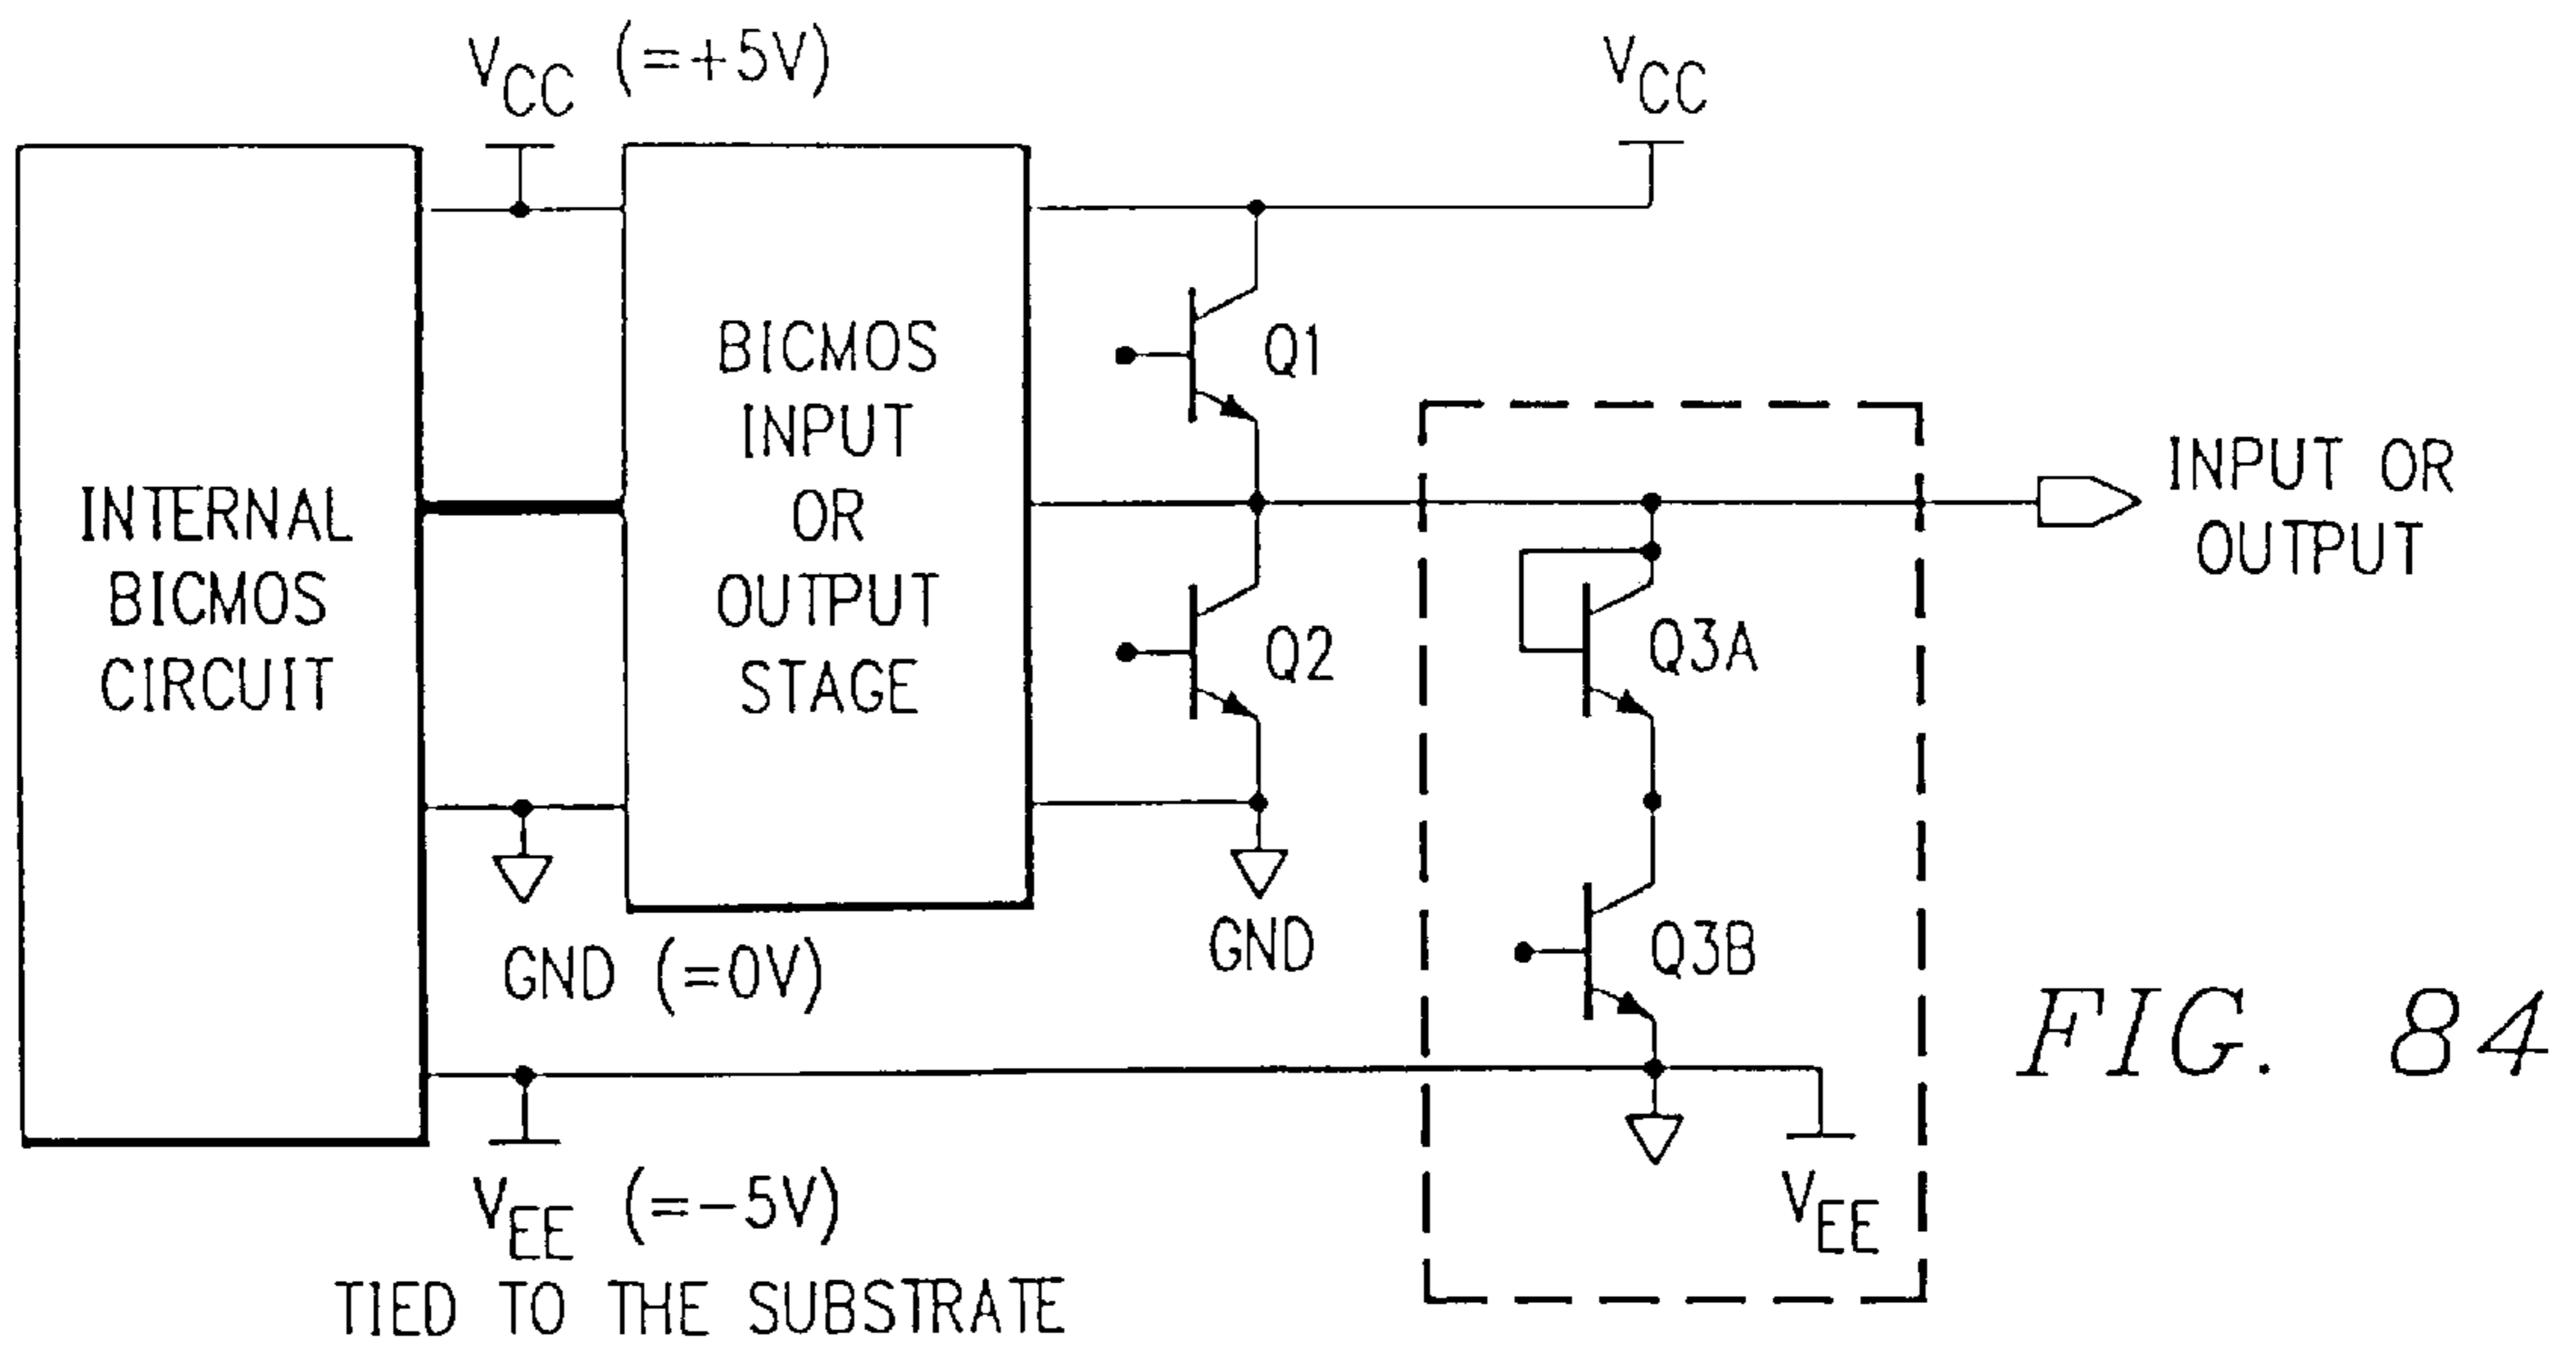 VCC (=+5V)
VCC
INTERNAL
BICMOS
CIRCUIT
BICMOS
INPUT
OR
OUTPUT
STAGE
Q1
Q2
GND
Q3A
Q3B
INPUT OR
OUTPUT
GND (=0V)
VEE (=-5V)
TIED TO THE SUBSTRATE
VEE
FIG. 84